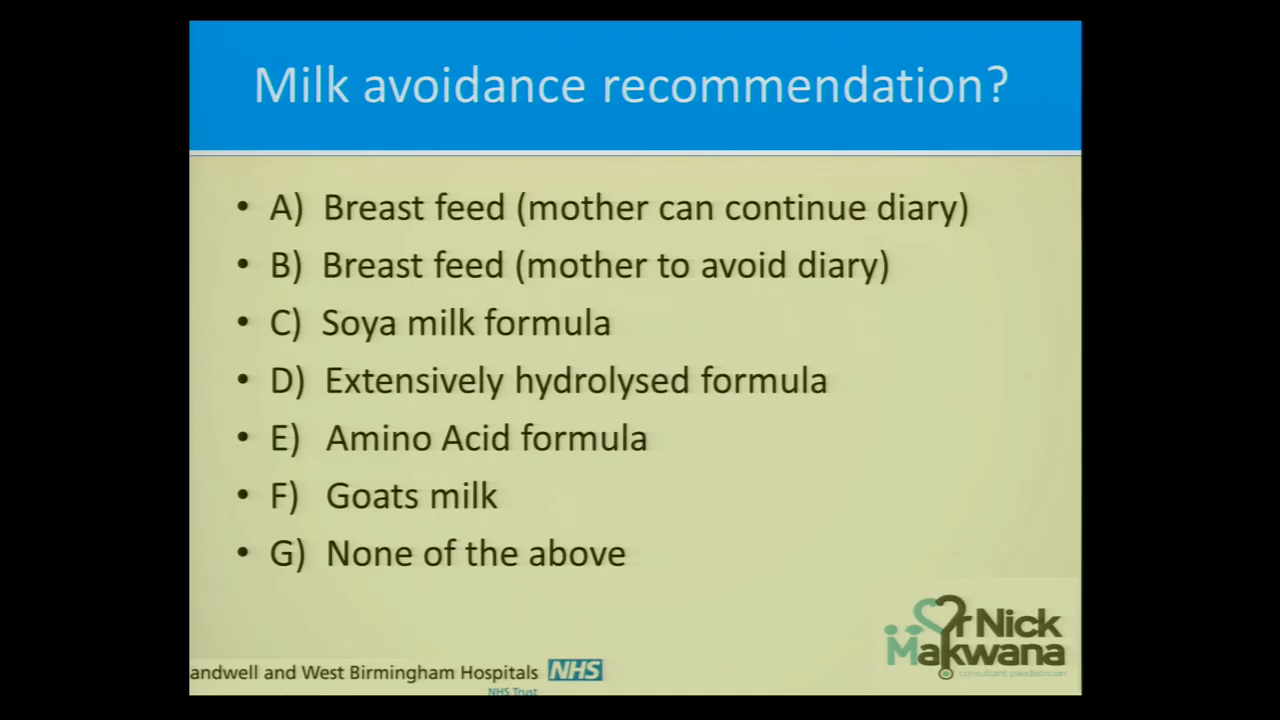 Milk avoidance recommendation?
• A) Breast feed (mother can continue diary)
• B) Breast feed (mother to avoid diary)
• C) Soya milk formula
• D) Extensively hydrolysed formula
• E) Amino Acid formula
• F) Goats milk
• G) None of the above
Dr Nick
Makwana
consultant paediatrician
andwell and West Birmingham Hospitals NHS
NHS Trust